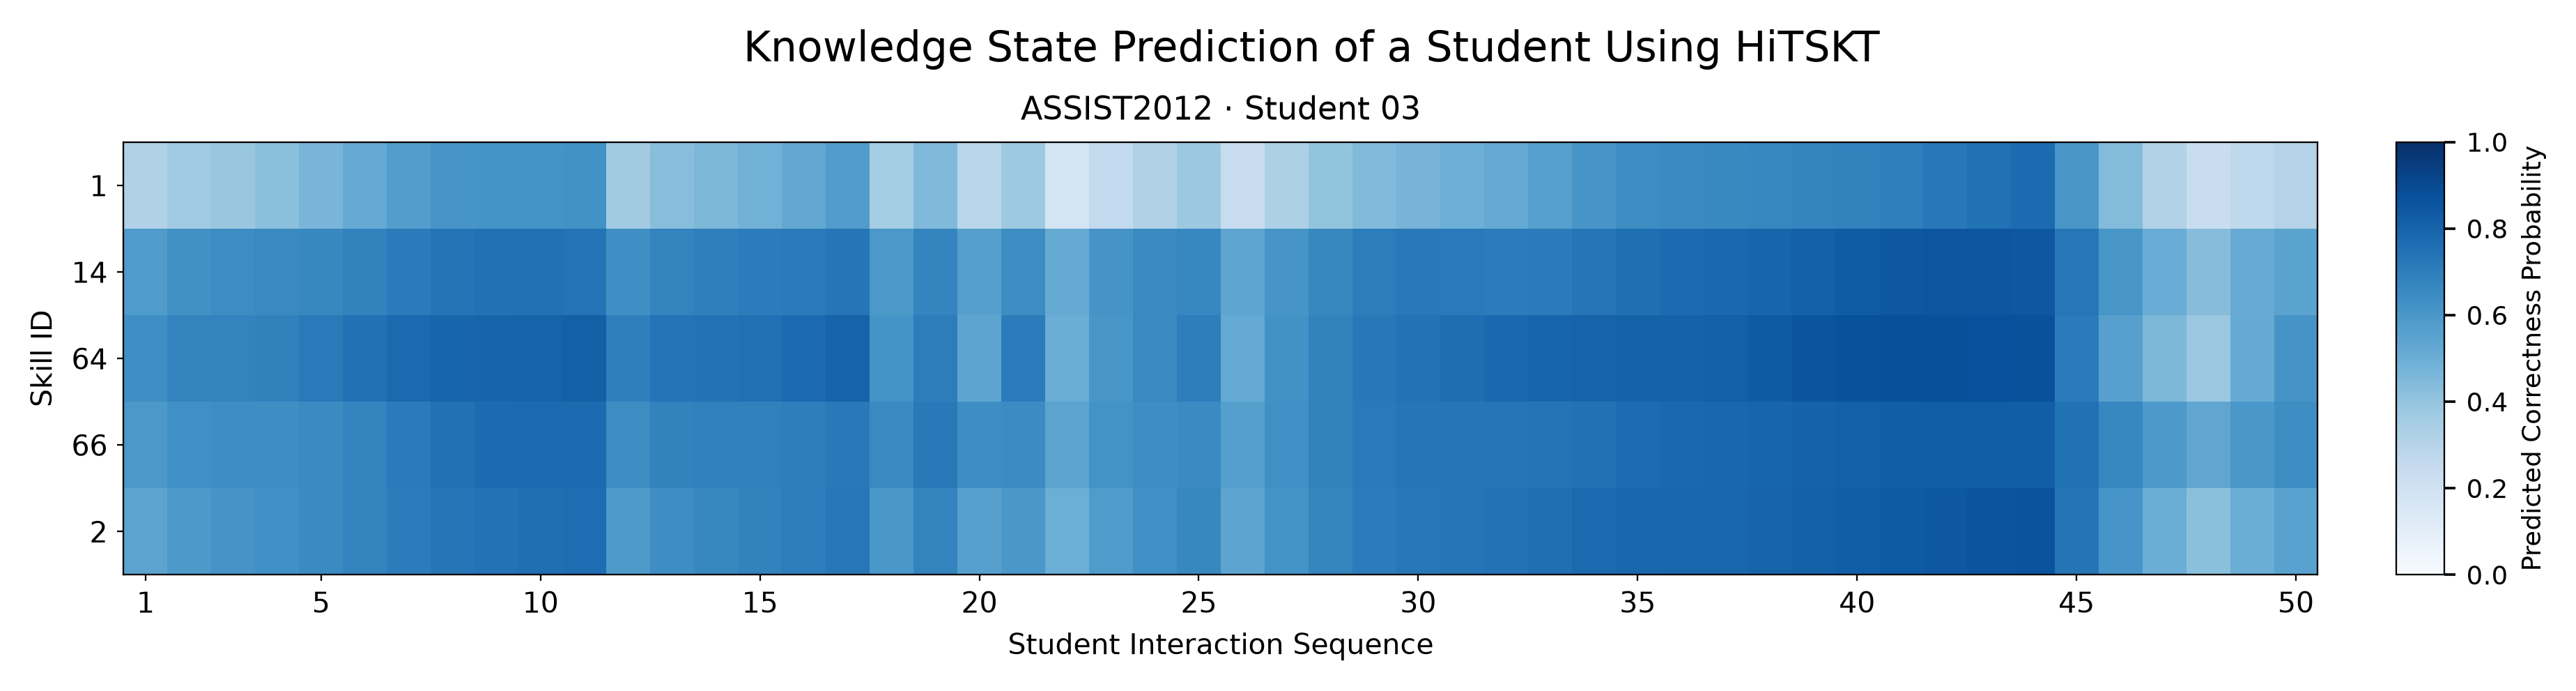 Knowledge State Prediction of a Student Using HiTSKT
ASSIST2012 · Student 03
Skill ID
1
14
64
66
2
1 5 10 15 20 25 30 35 40 45 50
Student Interaction Sequence
1.0
0.8
0.6
0.4
0.2
0.0
Predicted Correctness Probability